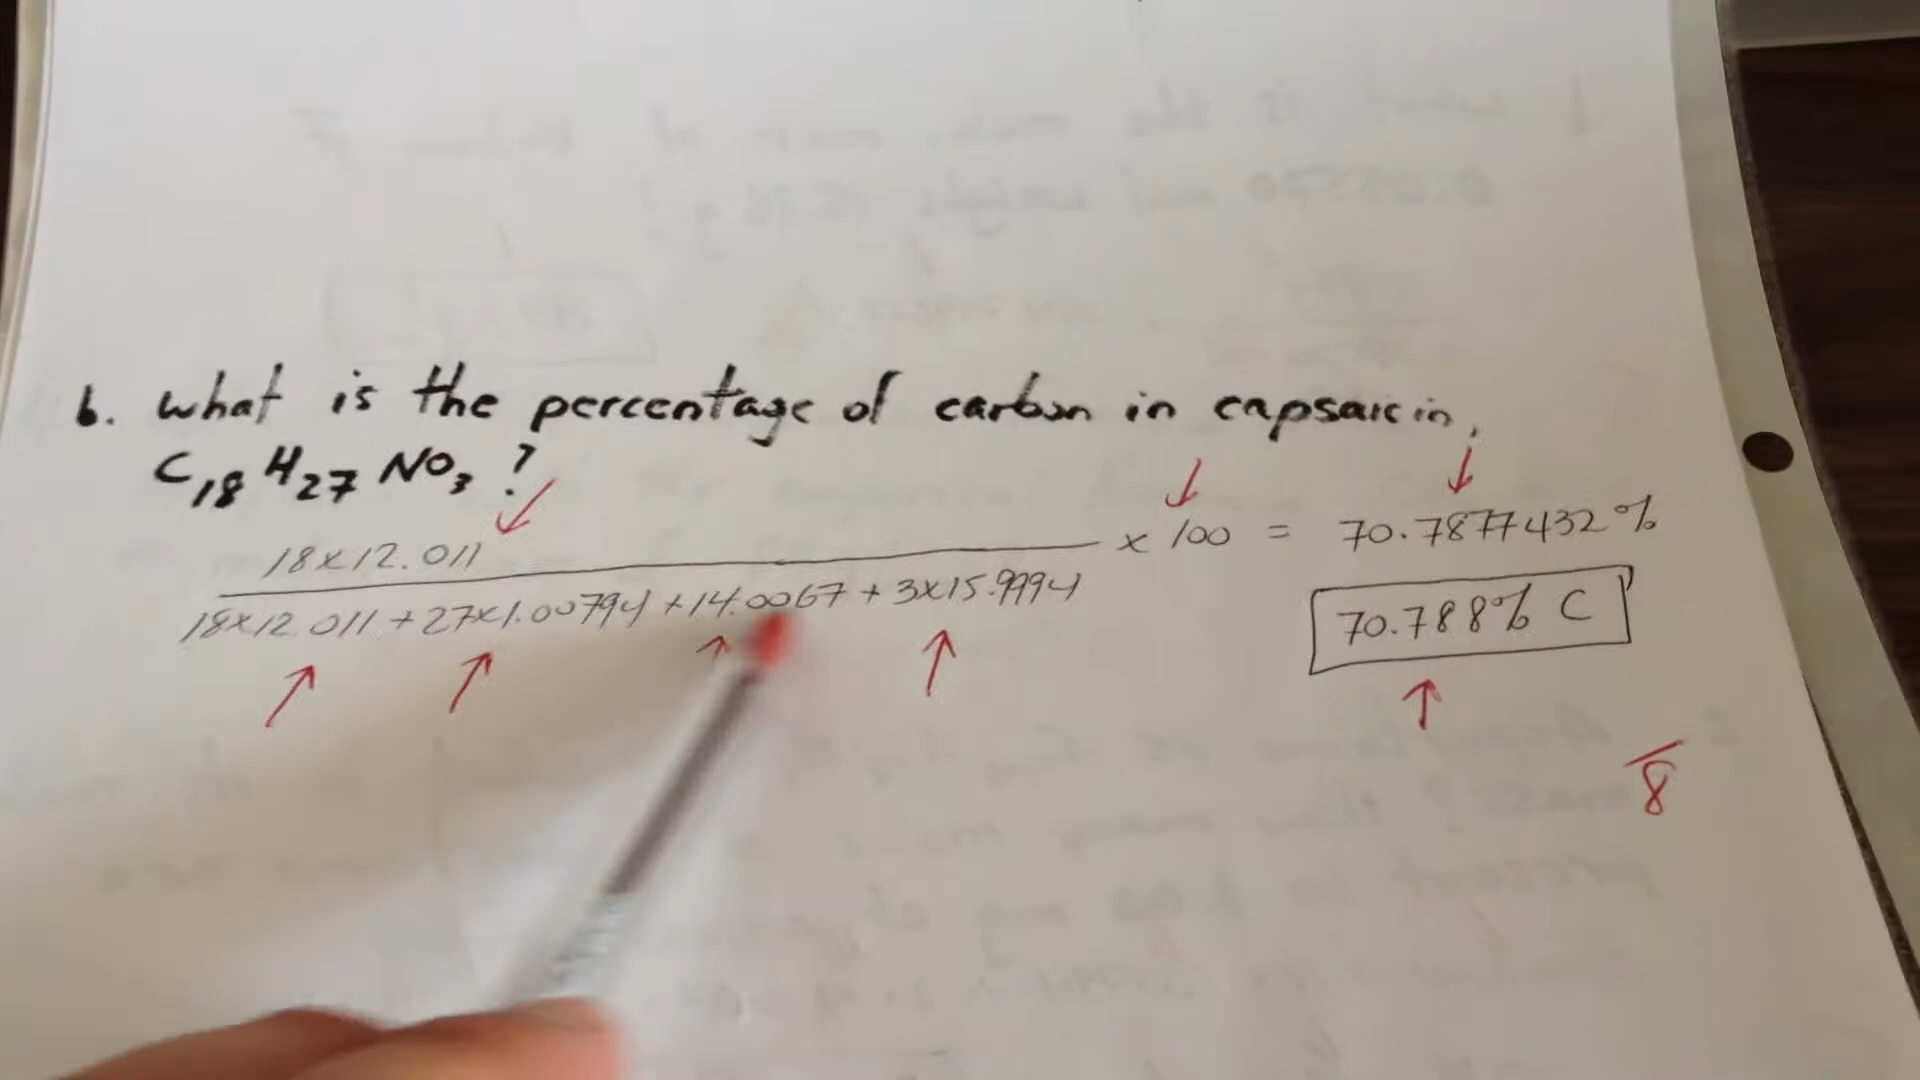 6. what is the percentage of carbon in capsaicin,
C18H27NO3?
18x12.011
x 100 = 70.7877432%
18x12.011+27x1.00794+14.0067+3x15.9994
70.788% C
8